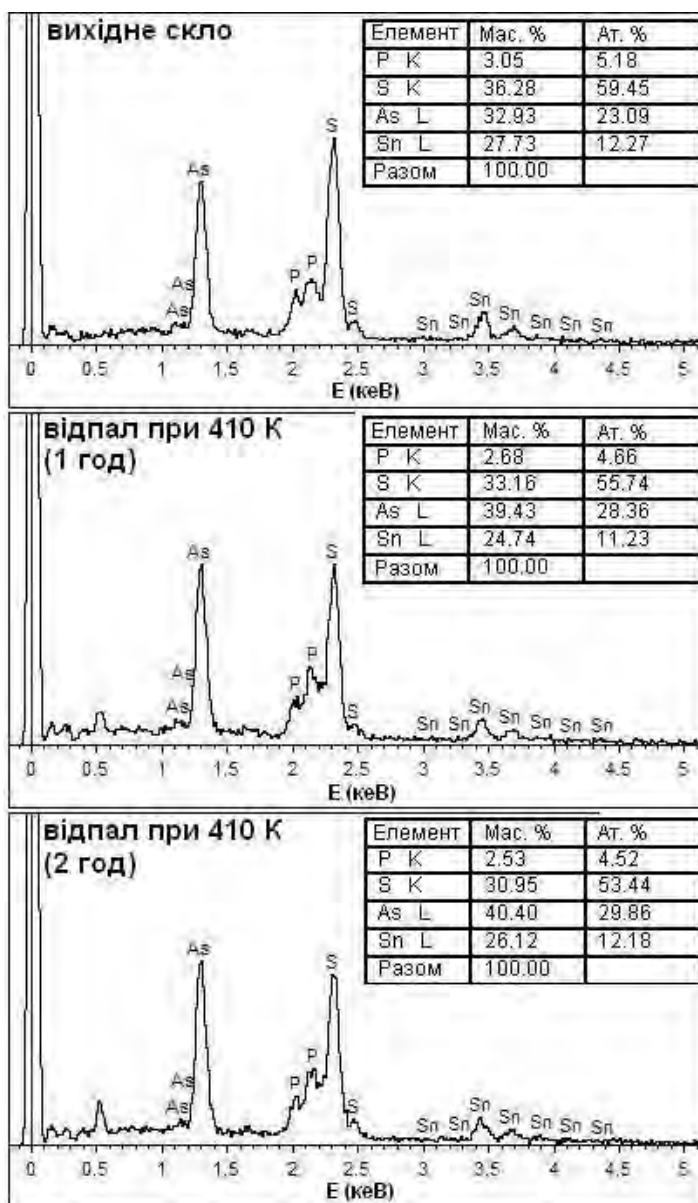 вихідне скло
Елемент Мас. % Ат. %
P K 3.05 5.18
S K 36.28 59.45
As L 32.93 23.09
Sn L 27.73 12.27
Разом 100.00
S
As
P
P
As
As
S
Sn
Sn Sn Sn Sn Sn Sn
0 0.5 1 1.5 2 2.5 3 3.5 4 4.5 5
E (кеВ)
відпал при 410 К
(1 год)
Елемент Мас. % Ат. %
P K 2.68 4.66
S K 33.16 55.74
As L 39.43 28.36
Sn L 24.74 11.23
Разом 100.00
As
S
P
P
As
As
S
Sn
Sn Sn Sn Sn Sn Sn
0 0.5 1 1.5 2 2.5 3 3.5 4 4.5 5
E (кеВ)
відпал при 410 К
(2 год)
Елемент Мас. % Ат. %
P K 2.53 4.52
S K 30.95 53.44
As L 40.40 29.86
Sn L 26.12 12.18
Разом 100.00
As
S
P
P
As
As
S
Sn
Sn Sn Sn Sn Sn Sn
0 0.5 1 1.5 2 2.5 3 3.5 4 4.5 5
E (кеВ)